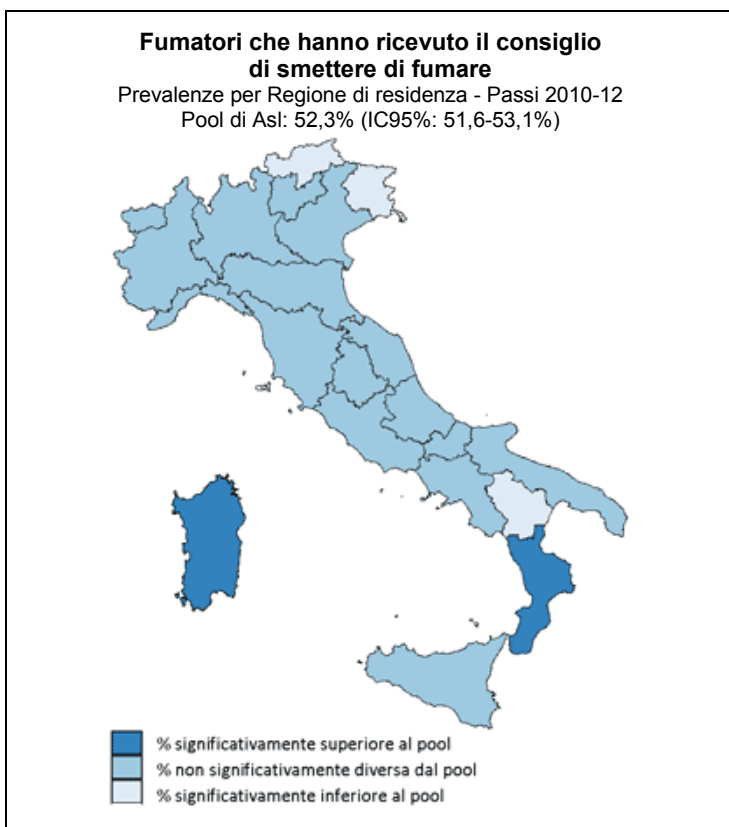 Fumatori che hanno ricevuto il consiglio
di smettere di fumare
Prevalenze per Regione di residenza - Passi 2010-12
Pool di Asl: 52,3% (IC95%: 51,6-53,1%)
% significativamente superiore al pool
% non significativamente diversa dal pool
% significativamente inferiore al pool